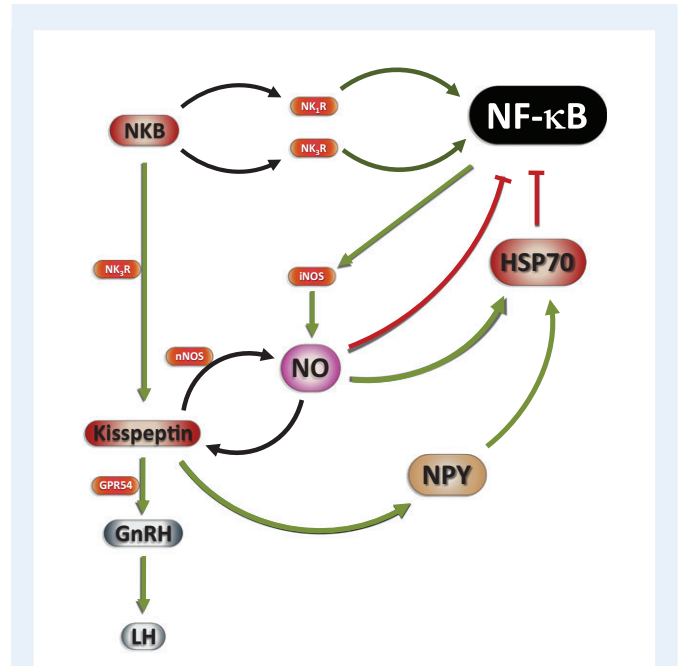 NK₁R
NF-κB
NKB
NK₃R
HSP70
NK₃R
iNOS
nNOS
NO
Kisspeptin
NPY
GPR54
GnRH
LH